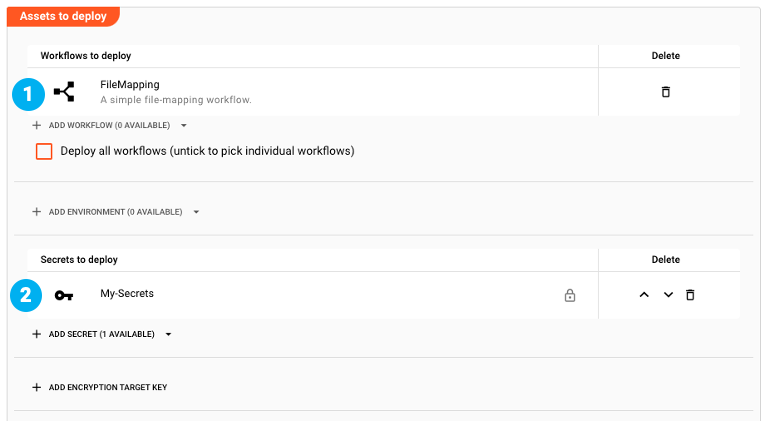 Assets to deploy
Workflows to deploy
Delete
1
FileMapping
A simple file-mapping workflow.
ADD WORKFLOW (0 AVAILABLE)
Deploy all workflows (untick to pick individual workflows)
ADD ENVIRONMENT (0 AVAILABLE)
Secrets to deploy
Delete
2
My-Secrets
ADD SECRET (1 AVAILABLE)
ADD ENCRYPTION TARGET KEY